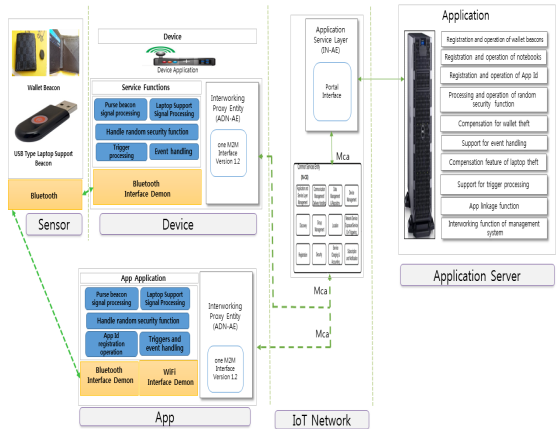 Wallet Beacon
USB Type Laptop Support
Beacon
Bluetooth
Sensor
Device
Device Application
Service Functions
Purse beacon
signal processing
Laptop Support
Signal Processing
Handle random security function
Trigger
processing
Event handling
Bluetooth
Interface Demon
Interworking
Proxy Entity
(ADN-AE)
one M2M
Interface
Version 1.2
Device
App Application
Purse beacon
signal processing
Laptop Support
Signal Processing
Handle random security function
App Id
registration
operation
Triggers and
event handling
Bluetooth
Interface Demon
WiFi
Interface Demon
Interworking
Proxy Entity
(ADN-AE)
one M2M
Interface
Version 1.2
App
Application
Service Layer
(IN-AE)
Portal
Interface
Mca
Common Service Entity
Discovery
Location
Registration
Security
Mca
Mca
IoT Network
Application
Registration and operation of wallet beacons
Registration and operation of notebooks
Registration and operation of App Id
Processing and operation of random
security function
Compensation for wallet theft
Support for event handling
Compensation feature of laptop theft
Support for trigger processing
App linkage function
Interworking function of management
system
Application Server